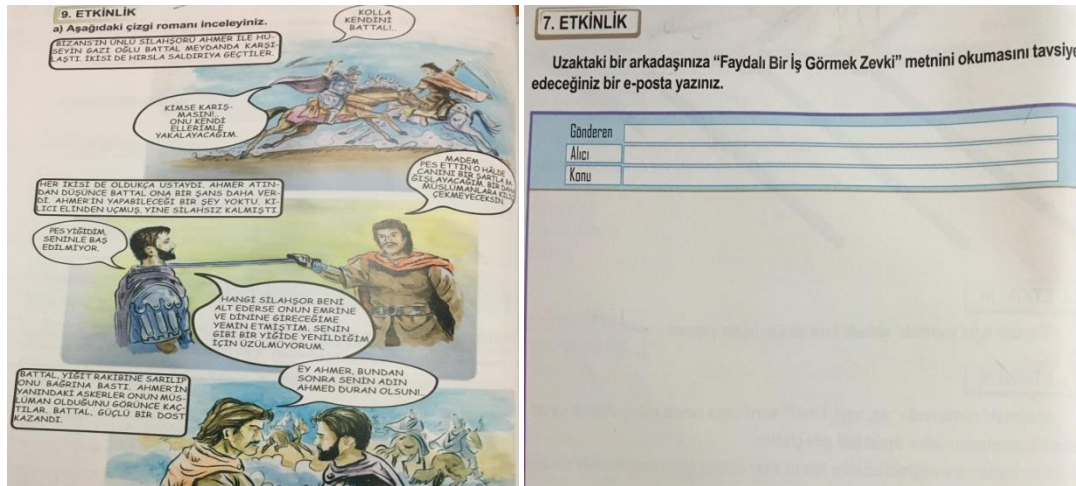 9. ETKİNLİK
a) Aşağıdaki çizgi romanı inceleyiniz.
KOLLA
KENDİNİ
BATTAL!..
BİZANS'IN ÜNLÜ SİLAHŞORU AHMER İLE HÜ-
SEYİN GAZİ OĞLU BATTAL MEYDANDA KARŞI-
LAŞTI. İKİSİ DE HIRSLA SALDIRIYA GEÇTİLER.
KİMSE KARIŞ-
MASIN!..
ONU KENDİ
ELLERİMLE
YAKALAYACAĞIM.
MADEM
PES ETTİN O HÂLDE
CANINI BİR ŞARTLA BA-
ĞIŞLAYACAĞIM. BİR DAHA
MÜSLÜMANLARA KILIÇ
ÇEKMEYECEKSİN.
HER İKİSİ DE OLDUKÇA USTAYDI. AHMER ATIN-
DAN DÜŞÜNCE BATTAL ONA BİR ŞANS DAHA VER-
Dİ. AHMER'İN YAPABİLECEĞİ BİR ŞEY YOKTU. KI-
LICI ELİNDEN UÇMUŞ, YİNE SİLAHSIZ KALMIŞTI.
PES YİĞİDİM,
SENİNLE BAŞ
EDİLMİYOR.
HANGİ SİLAHŞOR BENİ
ALT EDERSE ONUN EMRİNE
VE DİNİNE GİRECEĞİME
YEMİN ETMİŞTİM. SENİN
GİBİ BİR YİĞİDE YENİLDİĞİM
İÇİN ÜZÜLMÜYORUM.
BATTAL, YİĞİT RAKİBİNE SARILIP
ONU BAĞRINA BASTI. AHMER'İN
YANINDAKİ ASKERLER ONUN MÜS-
LÜMAN OLDUĞUNU GÖRÜNCE KAÇ-
TILAR. BATTAL, GÜÇLÜ BİR DOST
KAZANDI.
EY AHMER, BUNDAN
SONRA SENİN ADIN
AHMED DURAN OLSUN!..
7. ETKİNLİK
Uzaktaki bir arkadaşınıza “Faydalı Bir İş Görmek Zevki” metnini okumasını tavsiye
edeceğiniz bir e-posta yazınız.
Gönderen
Alıcı
Konu